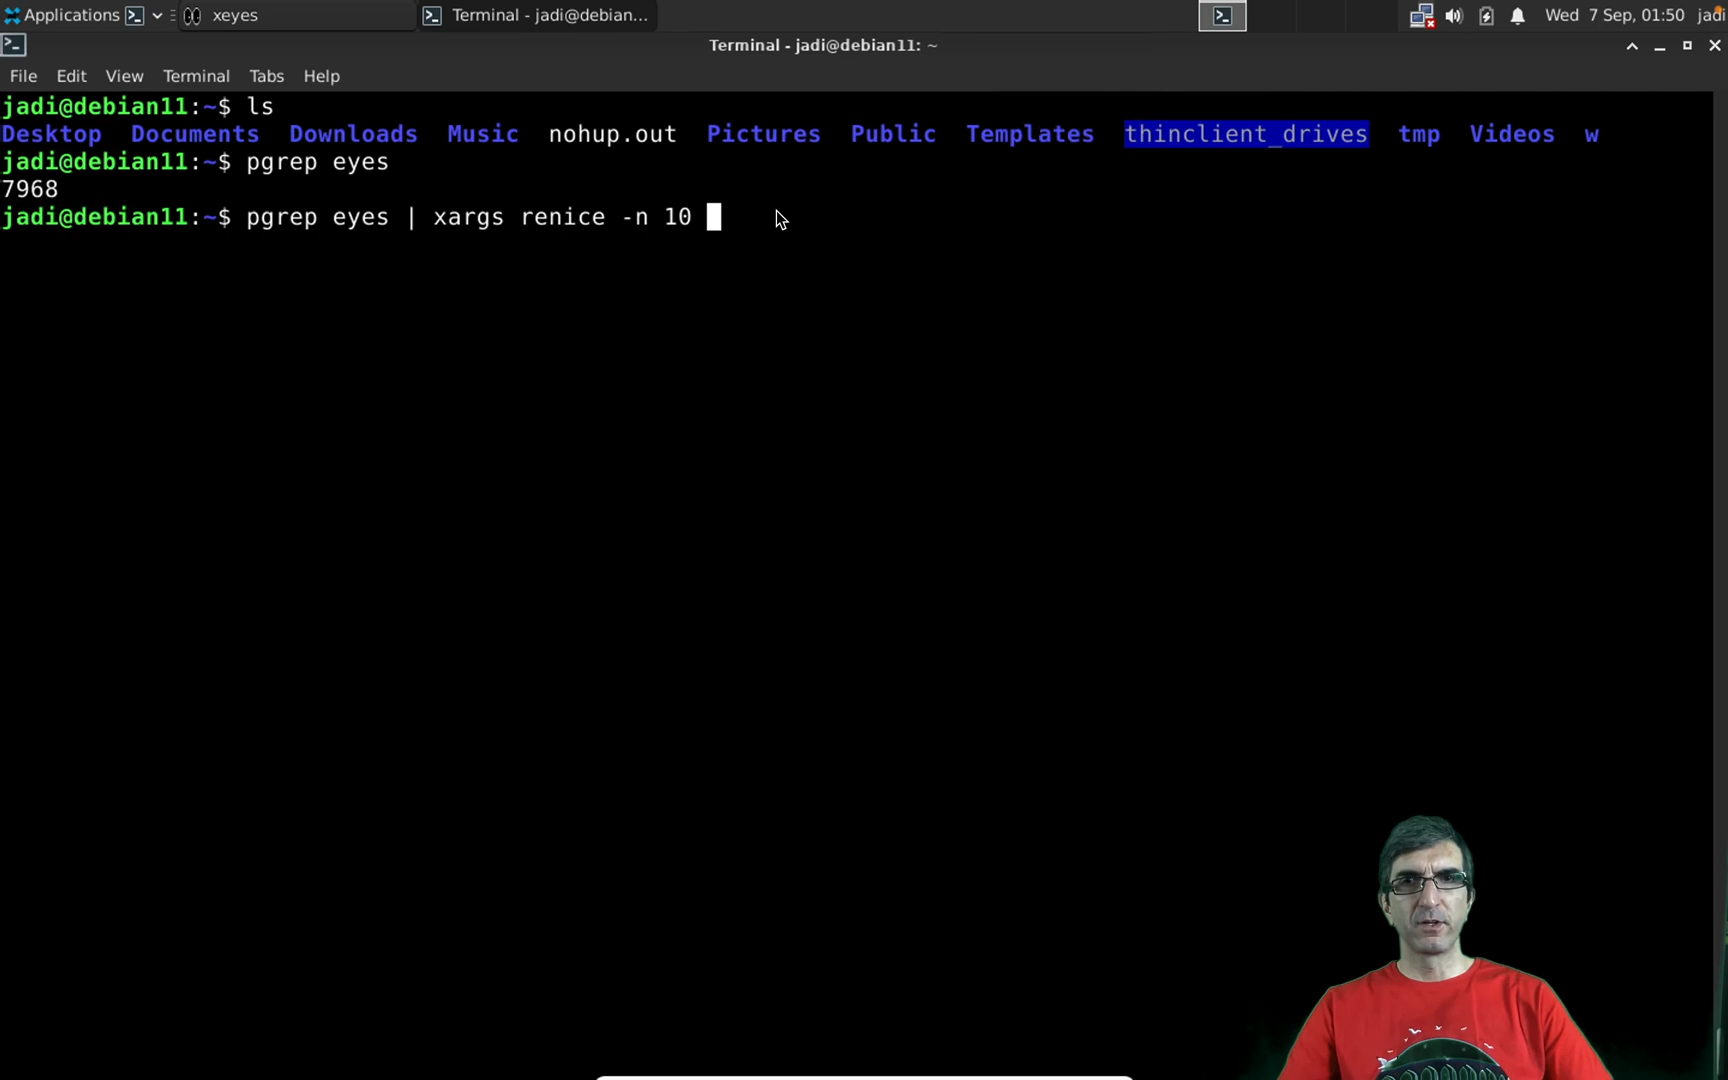 Applications xeyes Terminal - jadi@debian... Wed 7 Sep, 01:50 jadi
Terminal - jadi@debian11: ~
File Edit View Terminal Tabs Help
jadi@debian11:~$ ls
Desktop Documents Downloads Music nohup.out Pictures Public Templates thinclient_drives tmp Videos w
jadi@debian11:~$ pgrep eyes
7968
jadi@debian11:~$ pgrep eyes | xargs renice -n 10